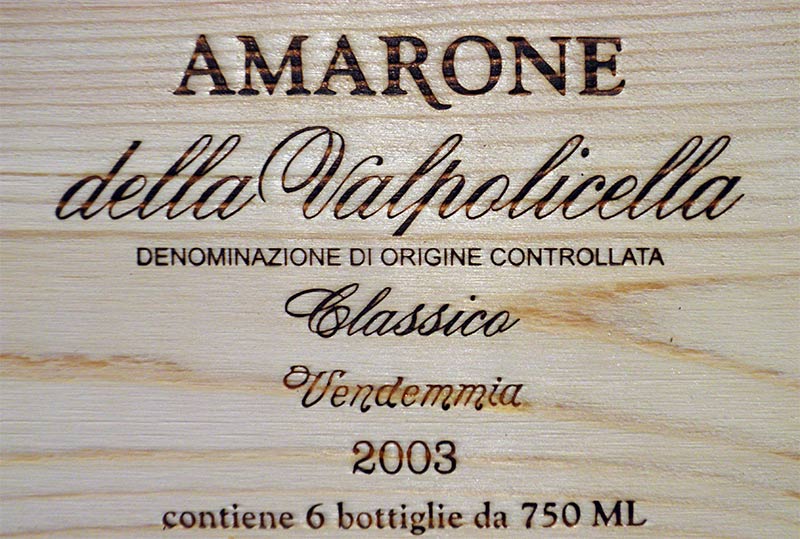 AMARONE
della Valpolicella
DENOMINAZIONE DI ORIGINE CONTROLLATA
Classico
Vendemmia
2003
contiene 6 bottiglie da 750 ML